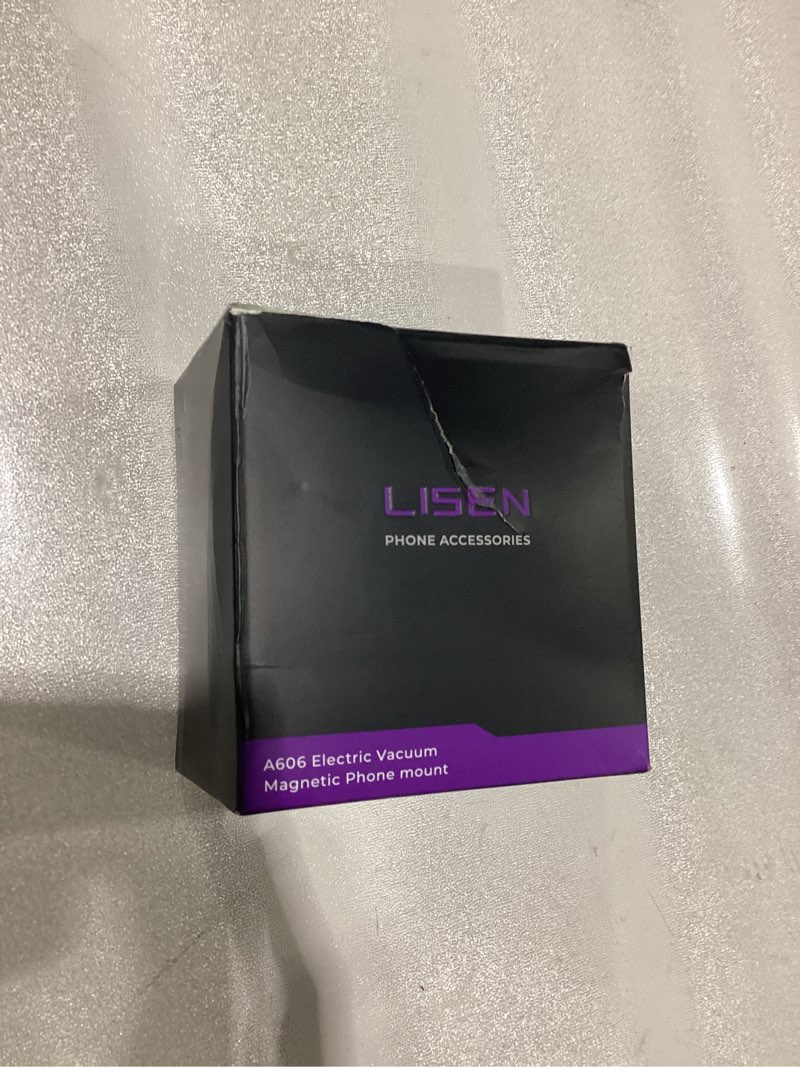 LISEN
PHONE ACCESSORIES
A606 Electric Vacuum
Magnetic Phone mount